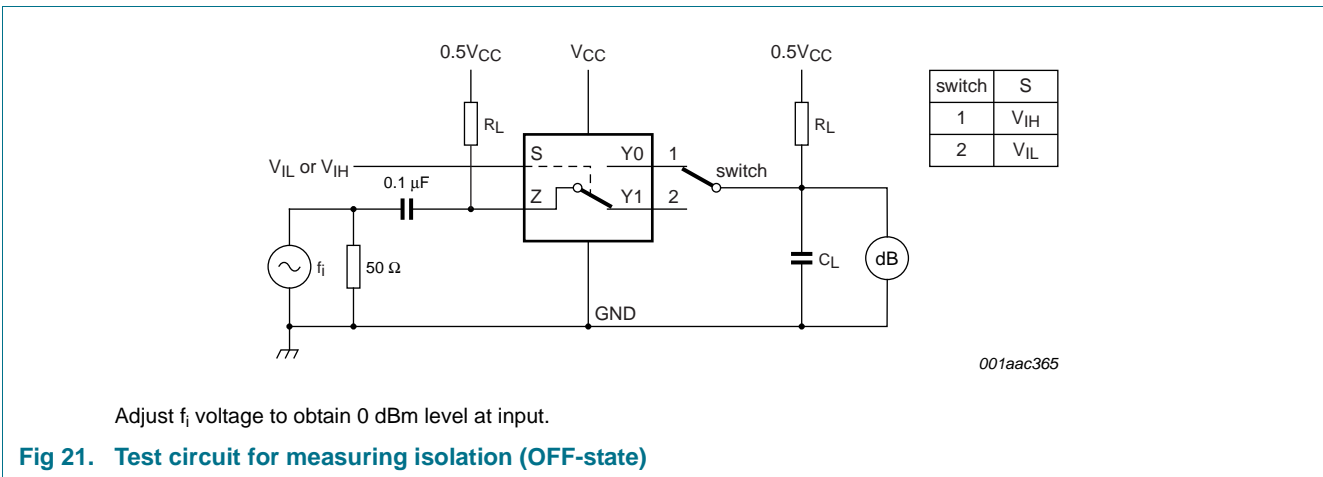 0.5VCC
VCC
0.5VCC
switch S
1 VIH
2 VIL
RL
RL
VIL or VIH
S
Y0
1
switch
0.1 μF
Z
Y1
2
fi
50 Ω
CL
dB
GND
001aac365
Adjust fi voltage to obtain 0 dBm level at input.
Fig 21. Test circuit for measuring isolation (OFF-state)